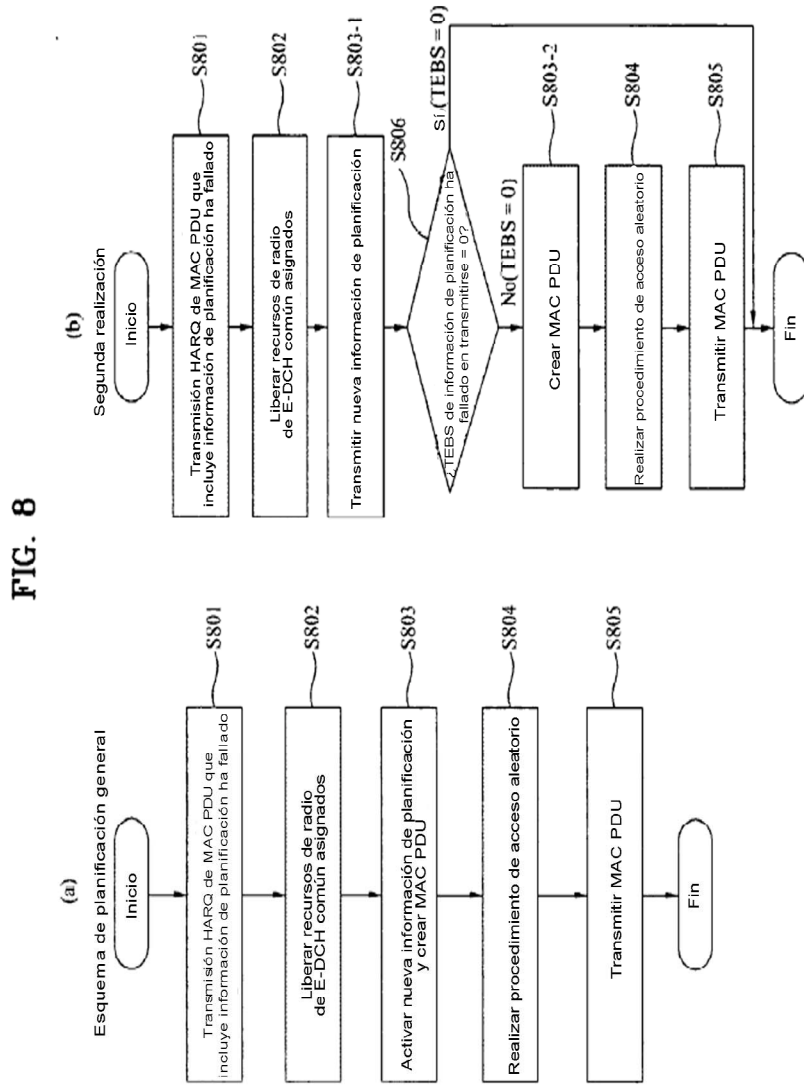 FIG. 8
(a)
Esquema de planificación general
Inicio
Transmisión HARQ de MAC PDU que
incluye información de planificación ha fallado
S801
Liberar recursos de radio
de E-DCH común asignados
S802
Activar nueva información de planificación
y crear MAC PDU
S803
Realizar procedimiento de acceso aleatorio
S804
Transmitir MAC PDU
S805
Fin
(b)
Segunda realización
Inicio
Transmisión HARQ de MAC PDU que
incluye información de planificación ha fallado
S801
Liberar recursos de radio
de E-DCH común asignados
S802
Transmitir nueva información de planificación
S803-1
¿TEBS de información de planificación ha
fallado en transmitirse = 0?
S806
Sí (TEBS = 0)
No(TEBS = 0)
Crear MAC PDU
S803-2
Realizar procedimiento de acceso aleatorio
S804
Transmitir MAC PDU
S805
Fin